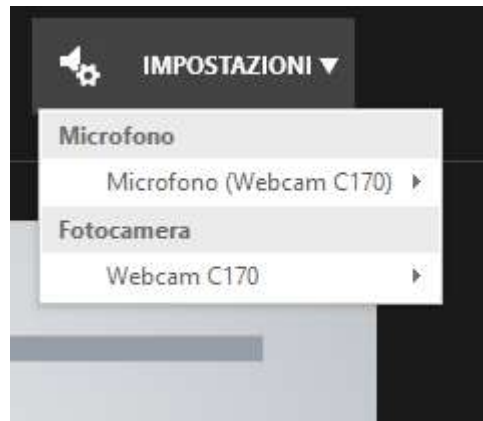 IMPOSTAZIONI
Microfono
Microfono (Webcam C170)
Fotocamera
Webcam C170